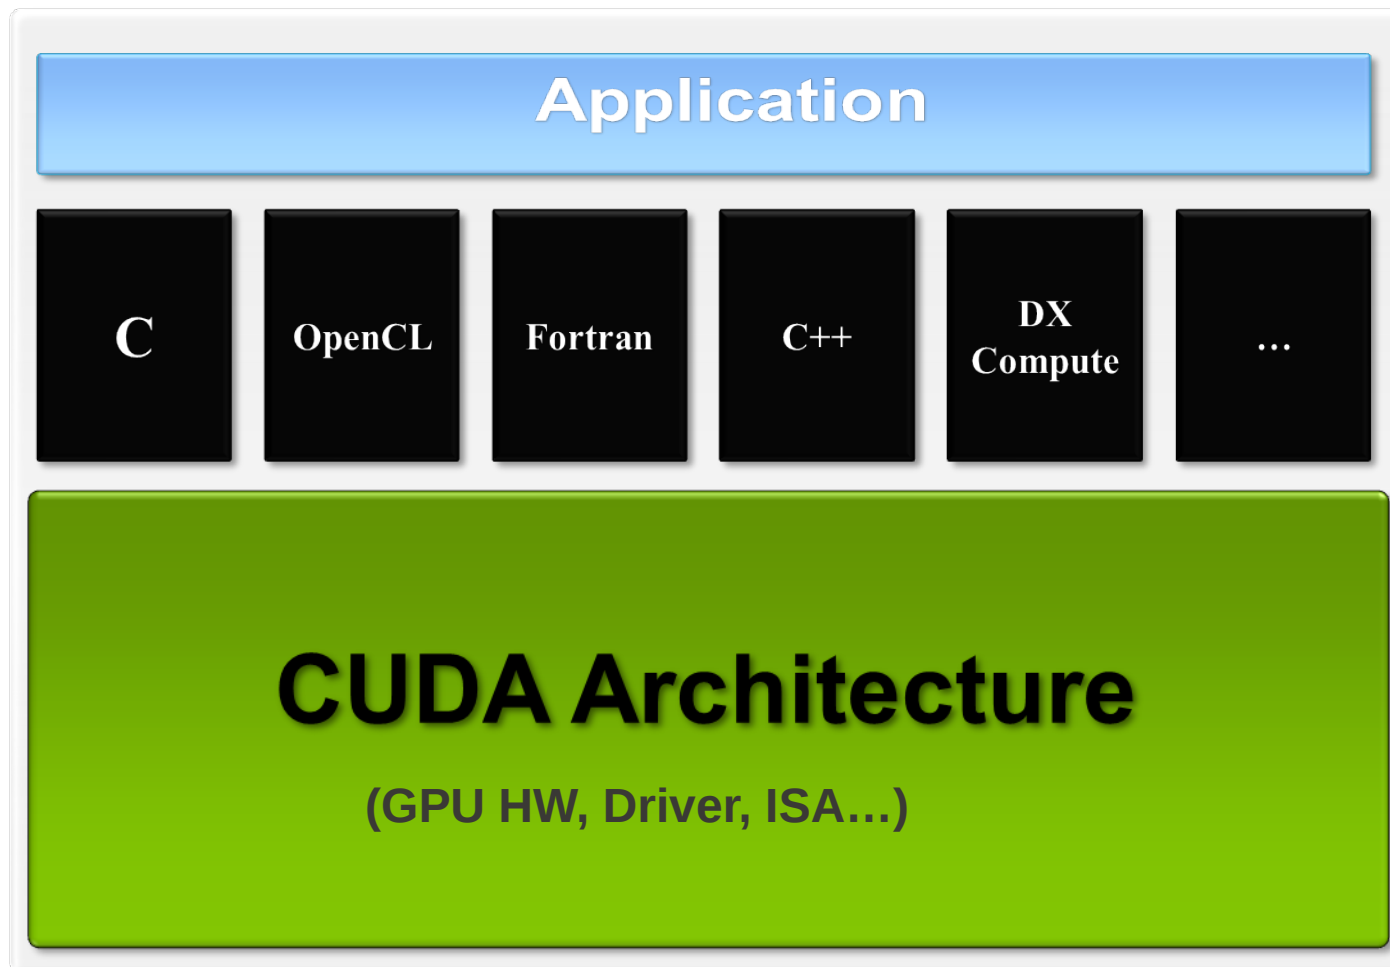 Application
C
OpenCL
Fortran
C++
DX
Compute
…
CUDA Architecture
(GPU HW, Driver, ISA…)